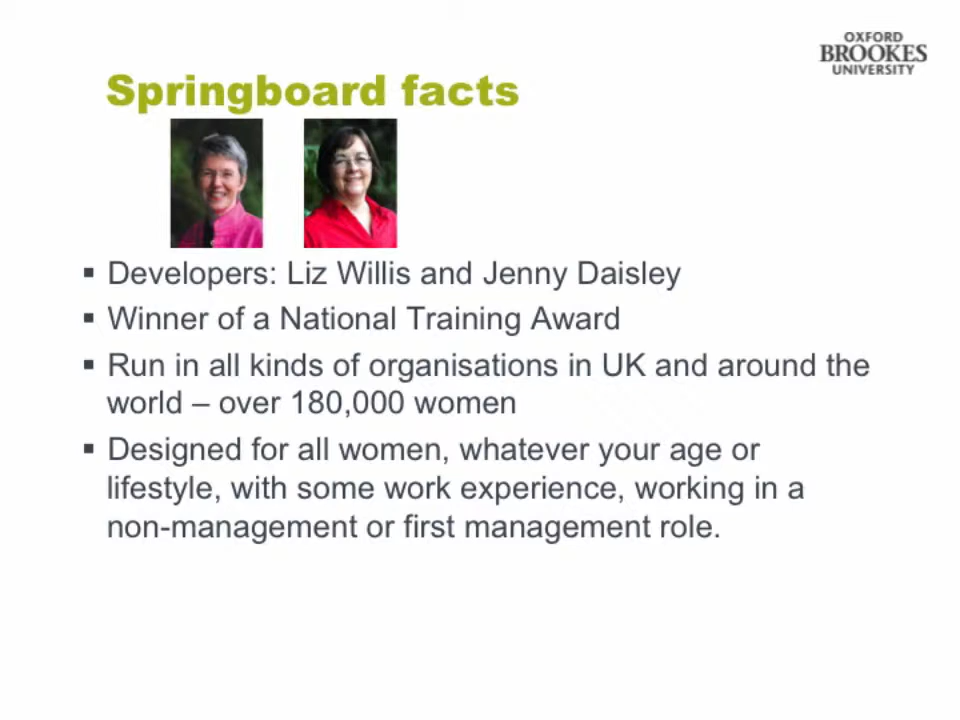 OXFORD
BROOKES
UNIVERSITY
Springboard facts
▪ Developers: Liz Willis and Jenny Daisley
▪ Winner of a National Training Award
▪ Run in all kinds of organisations in UK and around the
world – over 180,000 women
▪ Designed for all women, whatever your age or
lifestyle, with some work experience, working in a
non-management or first management role.